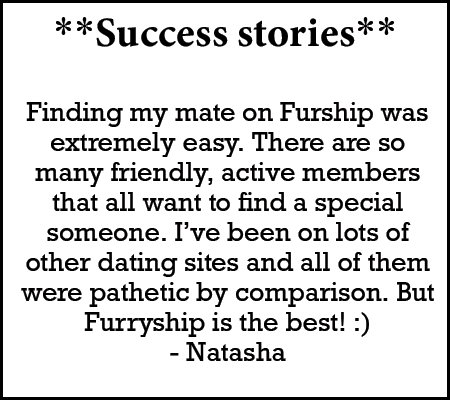 **Success stories**
Finding my mate on Furship was
extremely easy. There are so
many friendly, active members
that all want to find a special
someone. I’ve been on lots of
other dating sites and all of them
were pathetic by comparison. But
Furryship is the best! :)
- Natasha